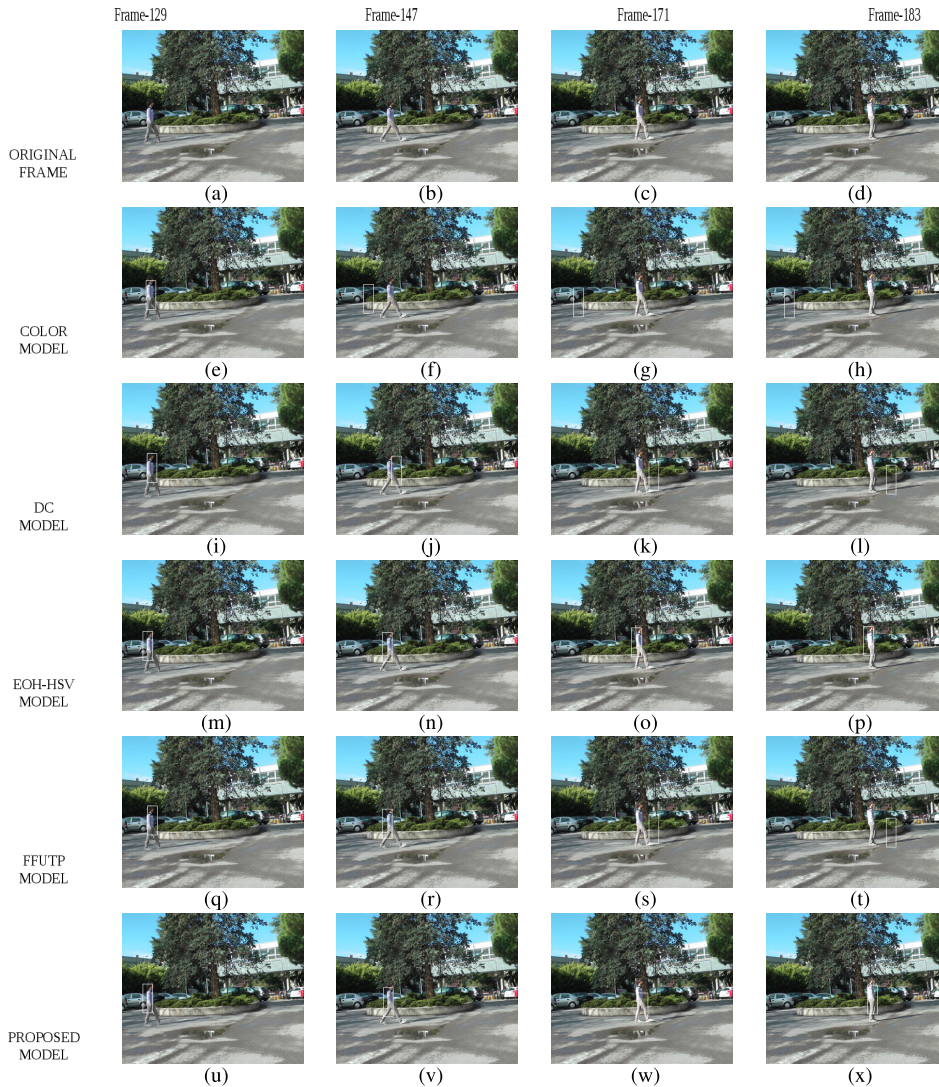 Frame-129 Frame-147 Frame-171 Frame-183
ORIGINAL
FRAME
(a) (b) (c) (d)
COLOR
MODEL
(e) (f) (g) (h)
DC
MODEL
(i) (j) (k) (l)
EOH-HSV
MODEL
(m) (n) (o) (p)
FFUTP
MODEL
(q) (r) (s) (t)
PROPOSED
MODEL
(u) (v) (w) (x)